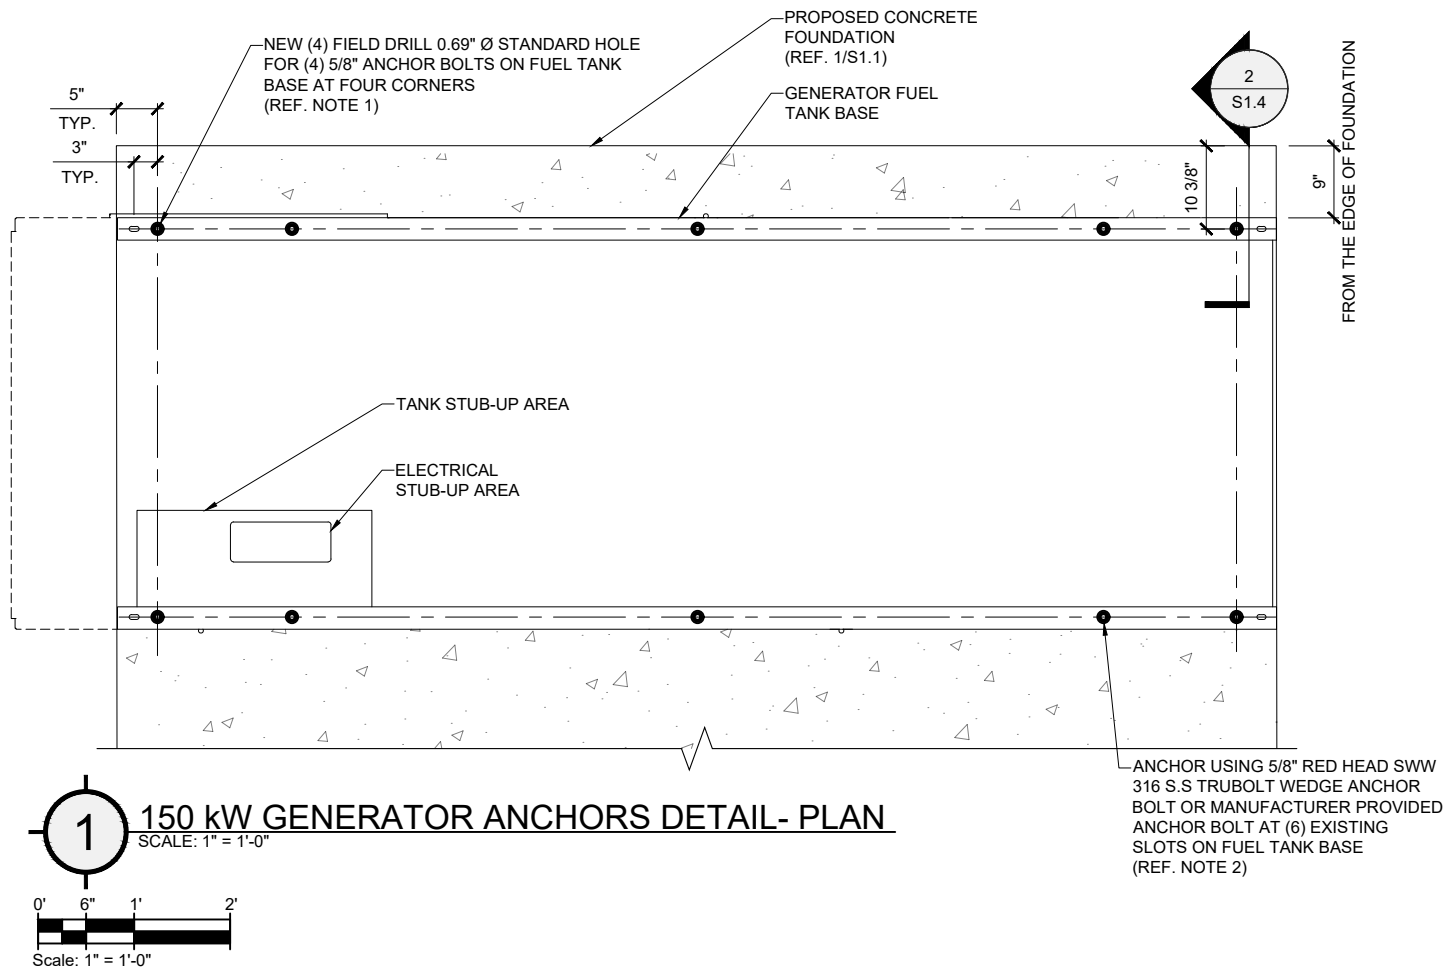 NEW (4) FIELD DRILL 0.69" Ø STANDARD HOLE
FOR (4) 5/8" ANCHOR BOLTS ON FUEL TANK
BASE AT FOUR CORNERS
(REF. NOTE 1)
PROPOSED CONCRETE
FOUNDATION
(REF. 1/S1.1)
GENERATOR FUEL
TANK BASE
2
S1.4
5"
TYP.
3"
TYP.
10 3/8"
9"
FROM THE EDGE OF FOUNDATION
TANK STUB-UP AREA
ELECTRICAL
STUB-UP AREA
ANCHOR USING 5/8" RED HEAD SWW
316 S.S TRUBOLT WEDGE ANCHOR
BOLT OR MANUFACTURER PROVIDED
ANCHOR BOLT AT (6) EXISTING
SLOTS ON FUEL TANK BASE
(REF. NOTE 2)
1
150 kW GENERATOR ANCHORS DETAIL- PLAN
SCALE: 1" = 1'-0"
0' 6" 1' 2'
Scale: 1" = 1'-0"